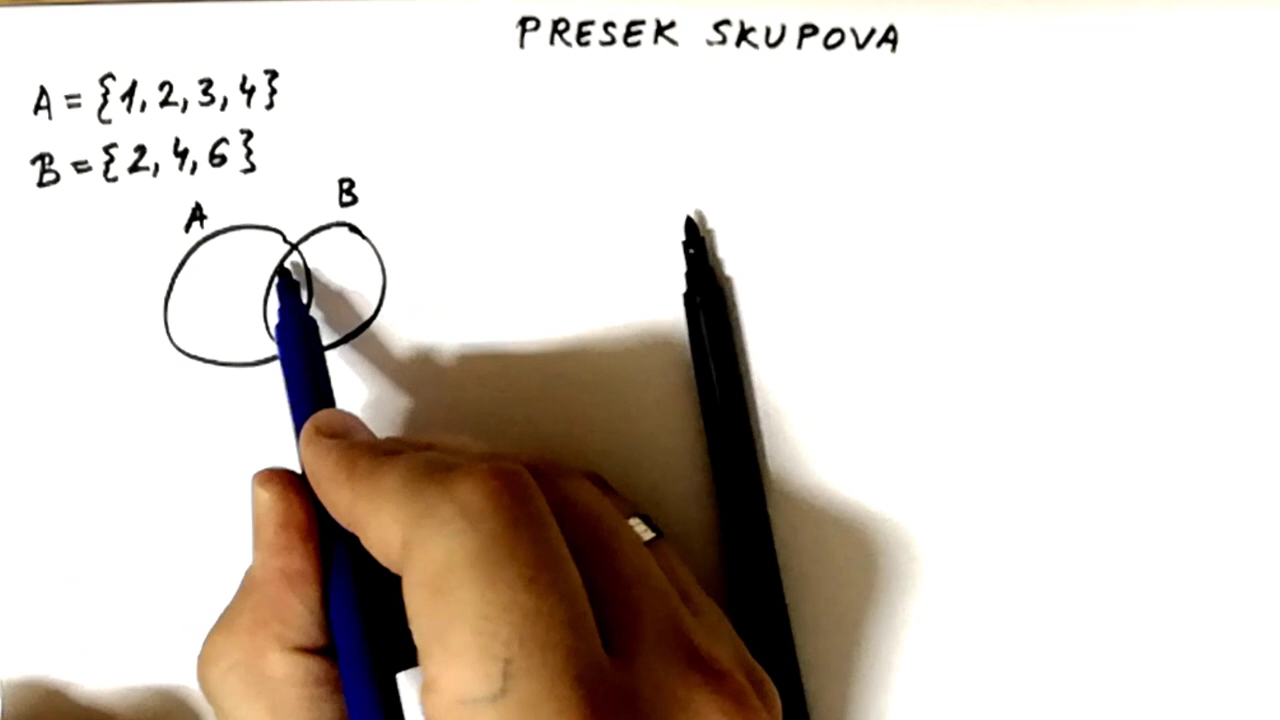 PRESEK SKUPOVA
A = {1, 2, 3, 4}
B = {2, 4, 6}
A
B